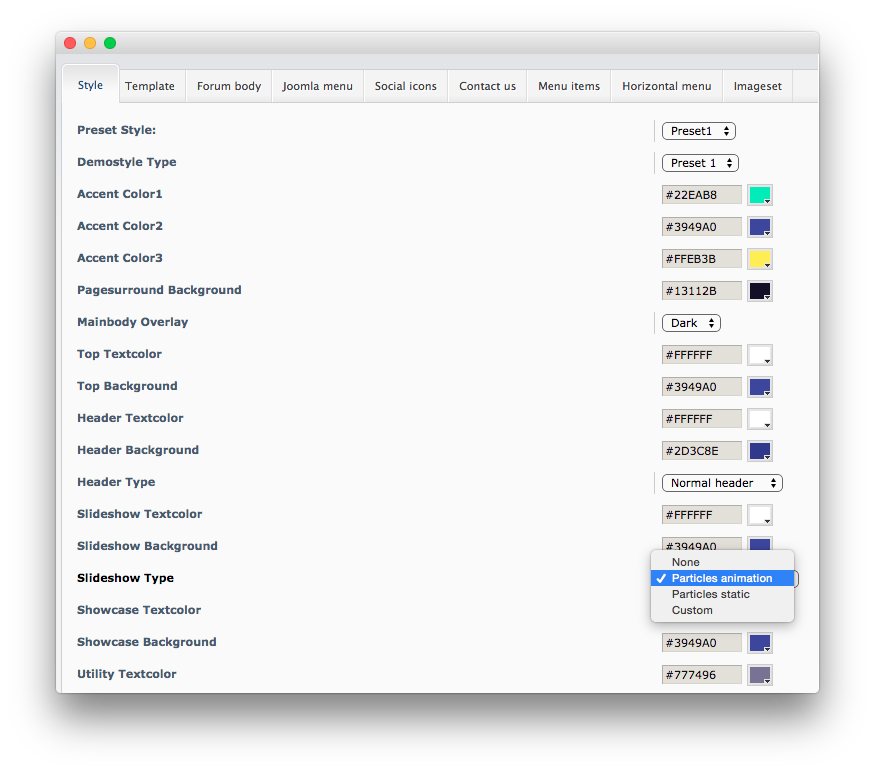 Style Template Forum body Joomla menu Social icons Contact us Menu items Horizontal menu Imageset
Preset Style: Preset1
Demostyle Type Preset 1
Accent Color1 #22EAB8
Accent Color2 #3949A0
Accent Color3 #FFEB3B
Pagesurround Background #13112B
Mainbody Overlay Dark
Top Textcolor #FFFFFF
Top Background #3949A0
Header Textcolor #FFFFFF
Header Background #2D3C8E
Header Type Normal header
Slideshow Textcolor #FFFFFF
Slideshow Background #3949A0
None
Slideshow Type Particles animation
Particles static
Showcase Textcolor Custom
Showcase Background #3949A0
Utility Textcolor #777496